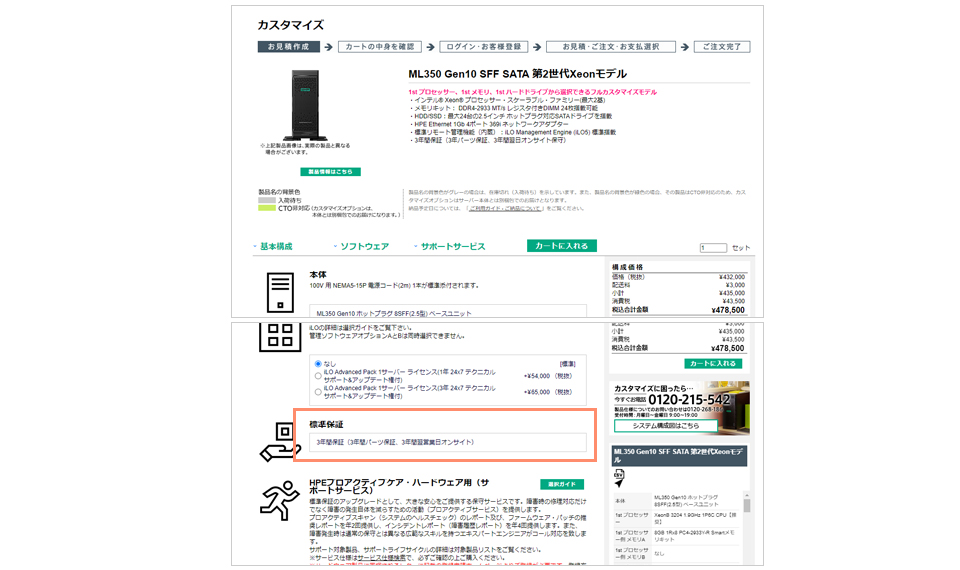 カスタマイズ
お見積作成
カートの中身を確認
ログイン・お客様登録
お見積・ご注文・お支払選択
ご注文完了
ML350 Gen10 SFF SATA 第2世代Xeonモデル
1stプロセッサー、1stメモリ、1stハードドライブから選択できるフルカスタマイズモデル
・インテル® Xeon® プロセッサー・スケーラブル・ファミリー(最大2基)
・メモリキット： DDR4-2933 MT/s レジスタ付きDIMM 24枚搭載可能
・HDD/SSD：最大24台の2.5インチ ホットプラグ対応SATAドライブを搭載
・HPE Ethernet 1Gb 4ポート 369i ネットワークアダプター
・標準リモート管理機能（内蔵）：iLO Management Engine (iLO5) 標準搭載
・3年間保証（3年パーツ保証、3年間翌日オンサイト保守）
※上記製品画像は、実際の製品と異なる
場合がございます。
製品情報はこちら
製品名の背景色
入荷待ち
CTO非対応(カスタマイズオプションは、
本体とは別梱包でのお届けになります。)
製品名の背景色がグレーの場合は、在庫切れ（入荷待ち）を示しています。また、製品名の背景色が緑色の場合、その製品はCTO非対応のため、カス
タマイズオプションはサーバー本体とは別梱包でのお届けとなります。
納品予定日については、「ご利用ガイド：ご納品について」をご覧ください。
基本構成
ソフトウェア
サポートサービス
カートに入れる
1 セット
本体
100V 用 NEMA5-15P 電源コード(2m) 1本が標準添付されます。
ML350 Gen10 ホットプラグ 8SFF(2.5型) ベースユニット
構成価格
価格（税抜） ¥432,000
配送料 ¥3,000
小計 ¥435,000
消費税 ¥43,500
税込合計金額 ¥478,500
iLOの詳細は選択ガイドをご覧下さい。
管理ソフトウェアオプションAとBは同時選択できません。
なし [標準]
iLO Advanced Pack 1サーバー ライセンス(1年 24x7 テクニカル
サポート&アップデート権付) +¥54,000 （税抜）
iLO Advanced Pack 1サーバー ライセンス(3年 24x7 テクニカル
サポート&アップデート権付) +¥65,000 （税抜）
標準保証
3年間保証（3年間パーツ保証、3年間翌営業日オンサイト）
HPEプロアクティブケア・ハードウェア用（サ
ポートサービス）
選択ガイド
標準保証のアップグレードとして、大きな安心をご提供する保守サービスです。障害時の修理対応だけ
でなく障害の発生自体を減らすための活動（プロアクティブサービス）を提供します。
プロアクティブスキャン（システムのヘルスチェック）のレポート及び、ファームウェア・パッチの推
奨レポートを年2回提供し、インシデントレポート（障害履歴レポート）を年4回提供します。また、
障害発生時は通常の保守とは異なる広範なスキルを持つエキスパートエンジニアがコール対応を致しま
す。
サポート対象製品、サポートライフサイクルの詳細は対象製品リストをご覧ください。
※サービス仕様はサービス仕様検索で、必ずご確認の上ご購入ください。
配送料 ¥3,000
小計 ¥435,000
消費税 ¥43,500
税込合計金額 ¥478,500
カートに入れる
カスタマイズに困ったら…
今すぐお電話 0120-215-542
製品仕様についてのお問い合わせは0120-268-186
受付時間：月曜日～金曜日 9:00～19:00
システム構成図はこちら
ML350 Gen10 SFF SATA 第2世代Xeonモデ
ル
CSV
本体 ML350 Gen10 ホットプラグ
8SFF(2.5型) ベースユニット
1st プロセッサ
ー XeonB 3204 1.9GHz 1P6C CPU【標
準】
1st プロセッサ
ー側 メモリA 8GB 1Rx8 PC4-2933Y-R Smartメモ
リキット
1st プロセッサ
ー側 メモリB なし